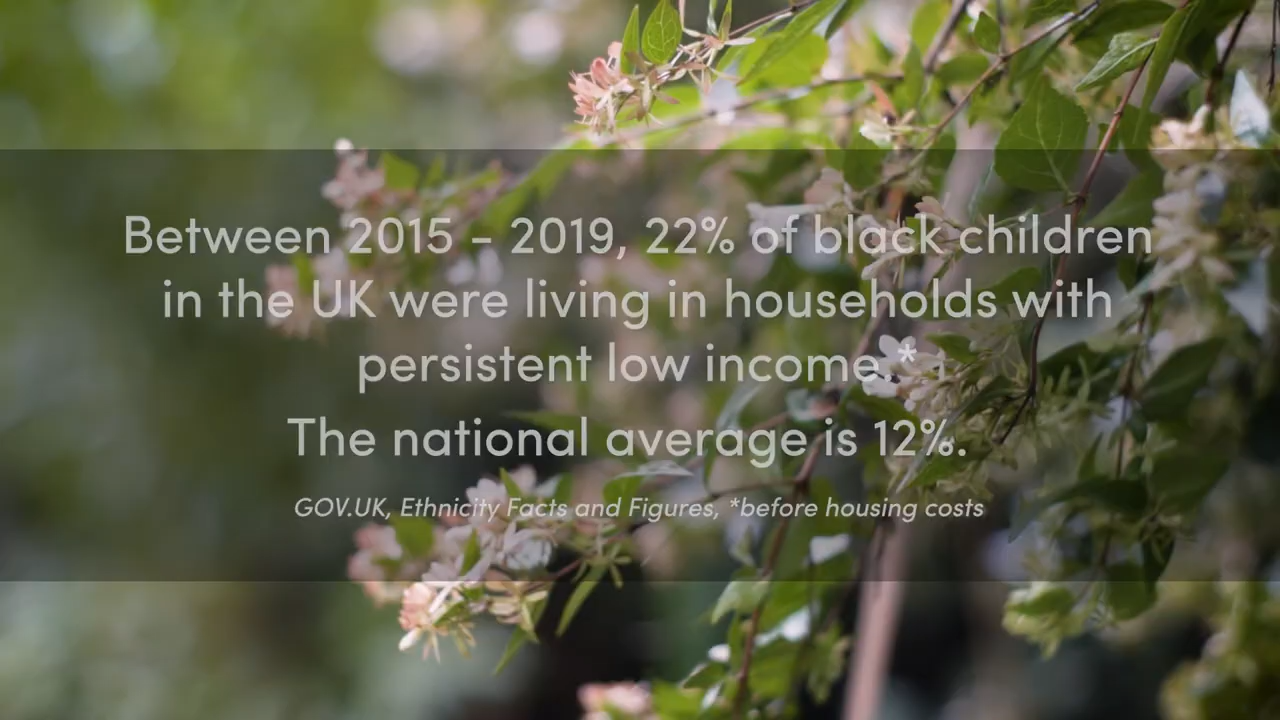 Between 2015 - 2019, 22% of black children
in the UK were living in households with
persistent low income.*
The national average is 12%.
GOV.UK, Ethnicity Facts and Figures, *before housing costs